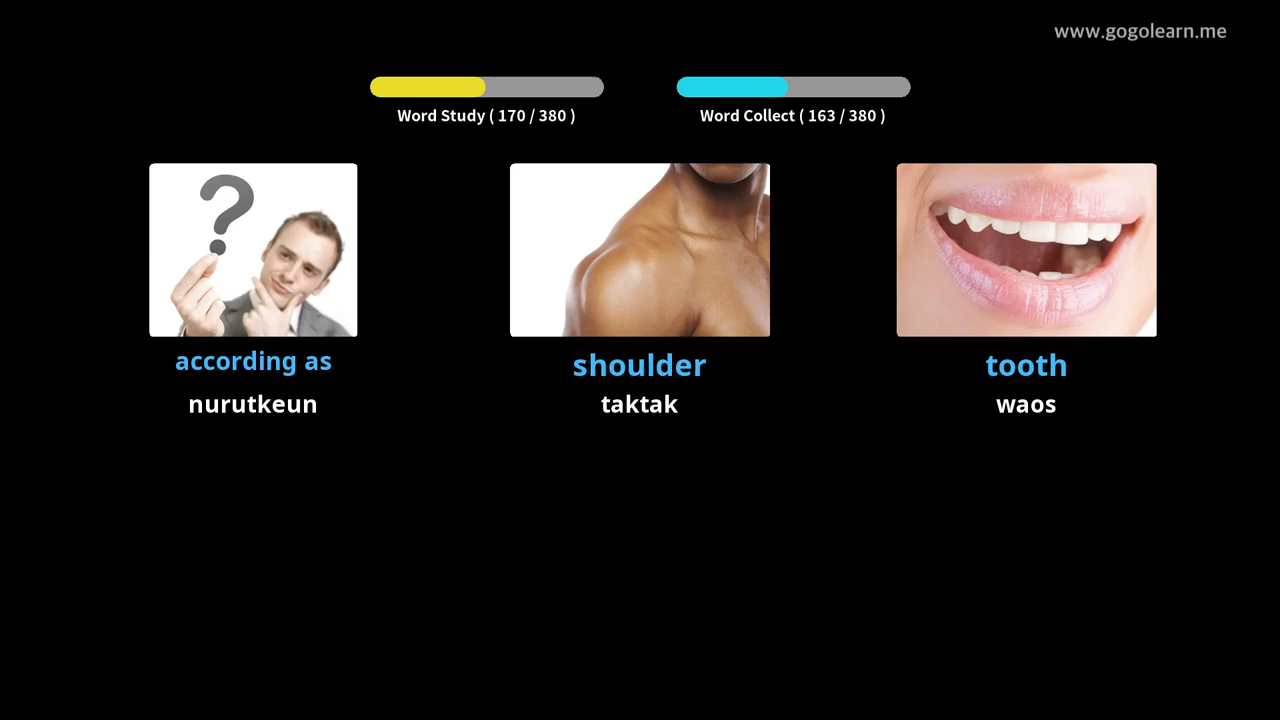 www.gogolearn.me
Word Study ( 170 / 380 )
Word Collect ( 163 / 380 )
according as
nurutkeun
shoulder
taktak
tooth
waos